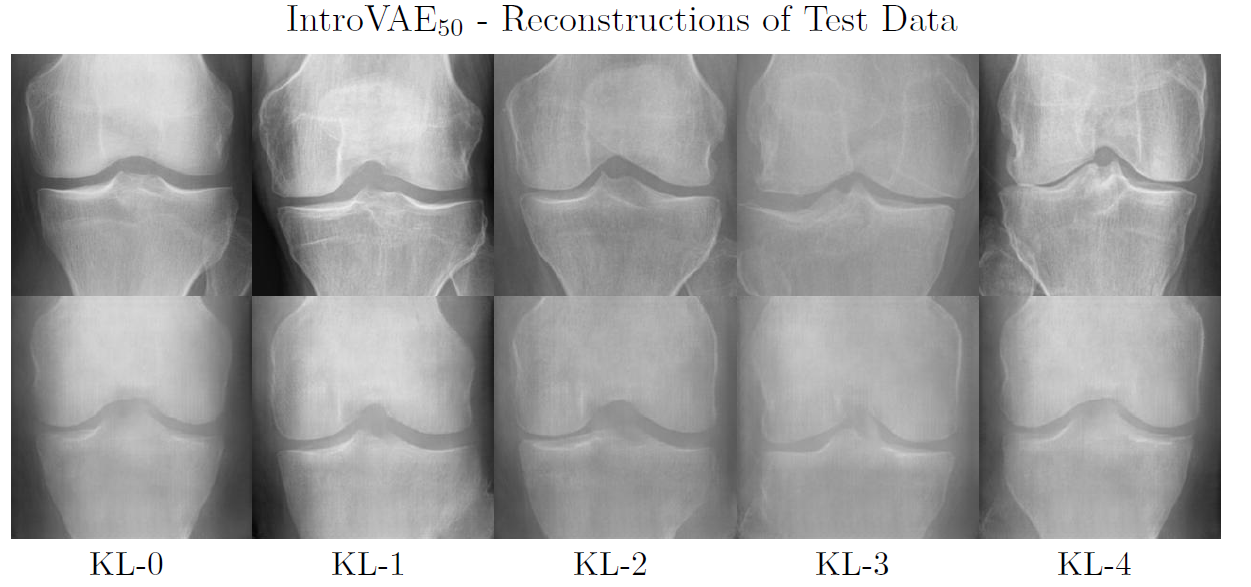 IntroVAE₅₀ - Reconstructions of Test Data
KL-0 KL-1 KL-2 KL-3 KL-4